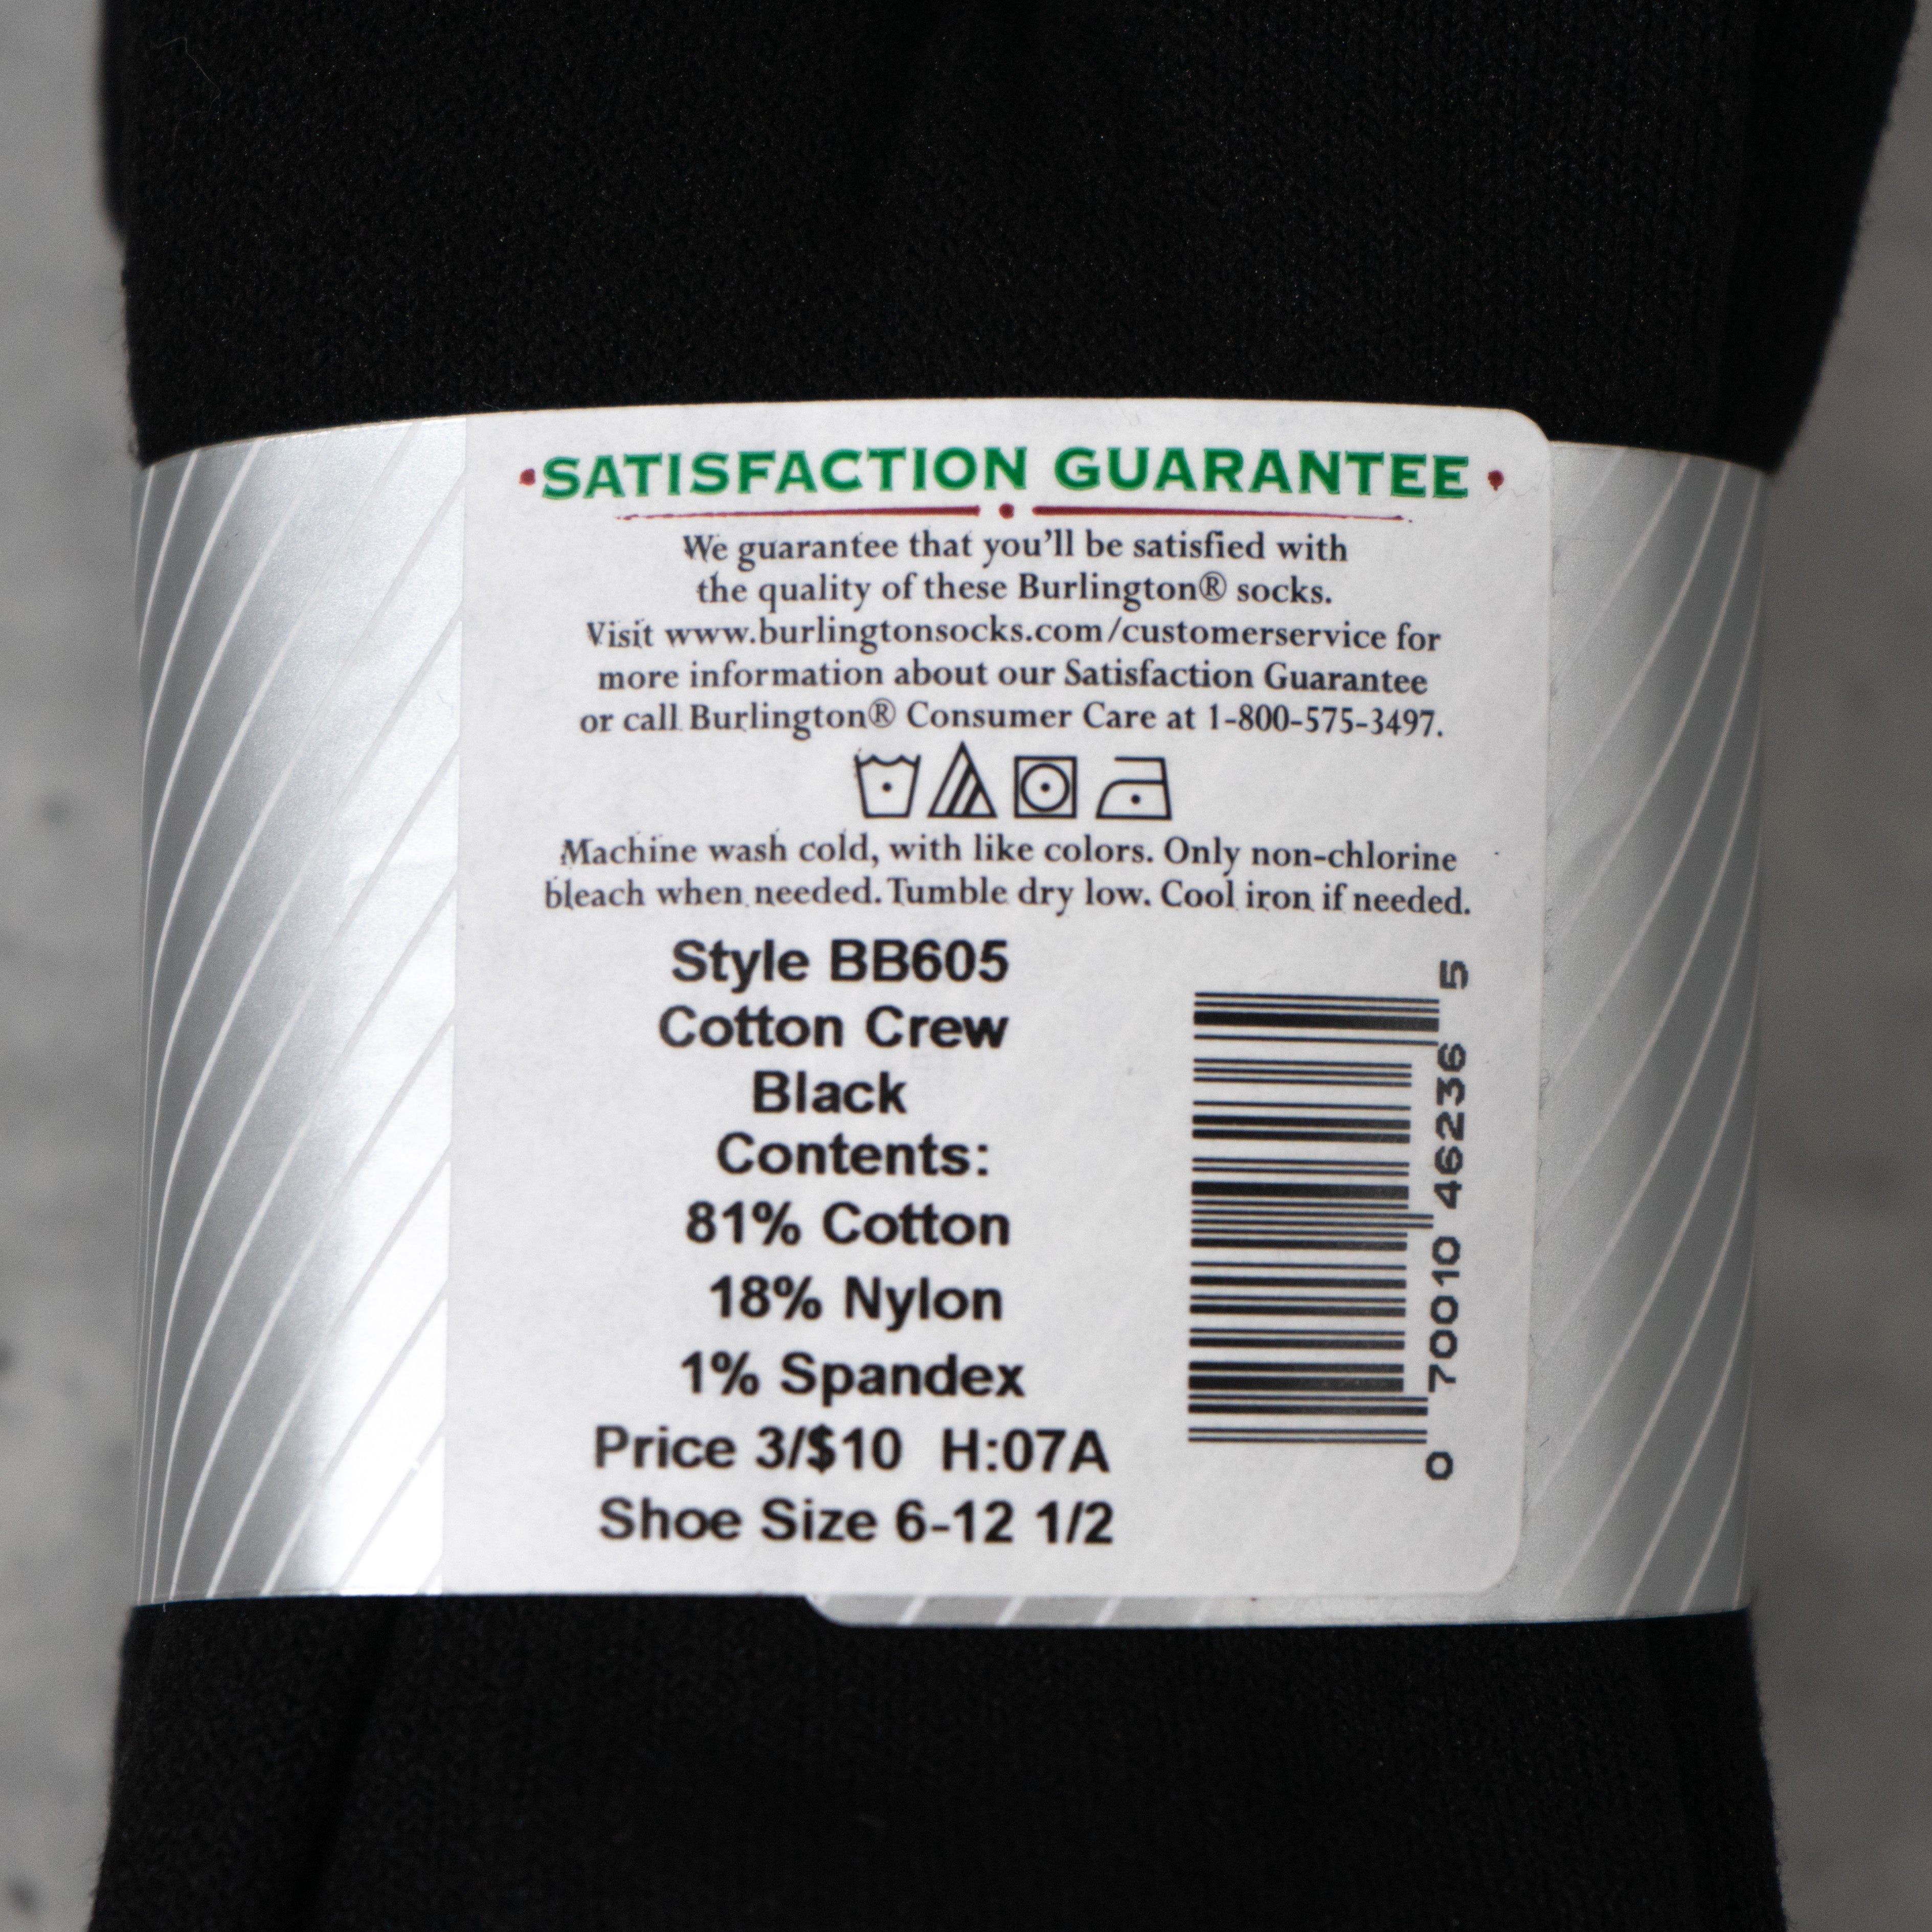 SATISFACTION GUARANTEE
We guarantee that you'll be satisfied with
the quality of these Burlington® socks.
Visit www.burlingtonsocks.com/customerservice for
more information about our Satisfaction Guarantee
or call Burlington® Consumer Care at 1-800-575-3497.
Machine wash cold, with like colors. Only non-chlorine
bleach when needed. Tumble dry low. Cool iron if needed.
Style BB605
Cotton Crew
Black
Contents:
81% Cotton
18% Nylon
1% Spandex
Price 3/$10 H:07A
Shoe Size 6-12 1/2
0 70010 46236 5